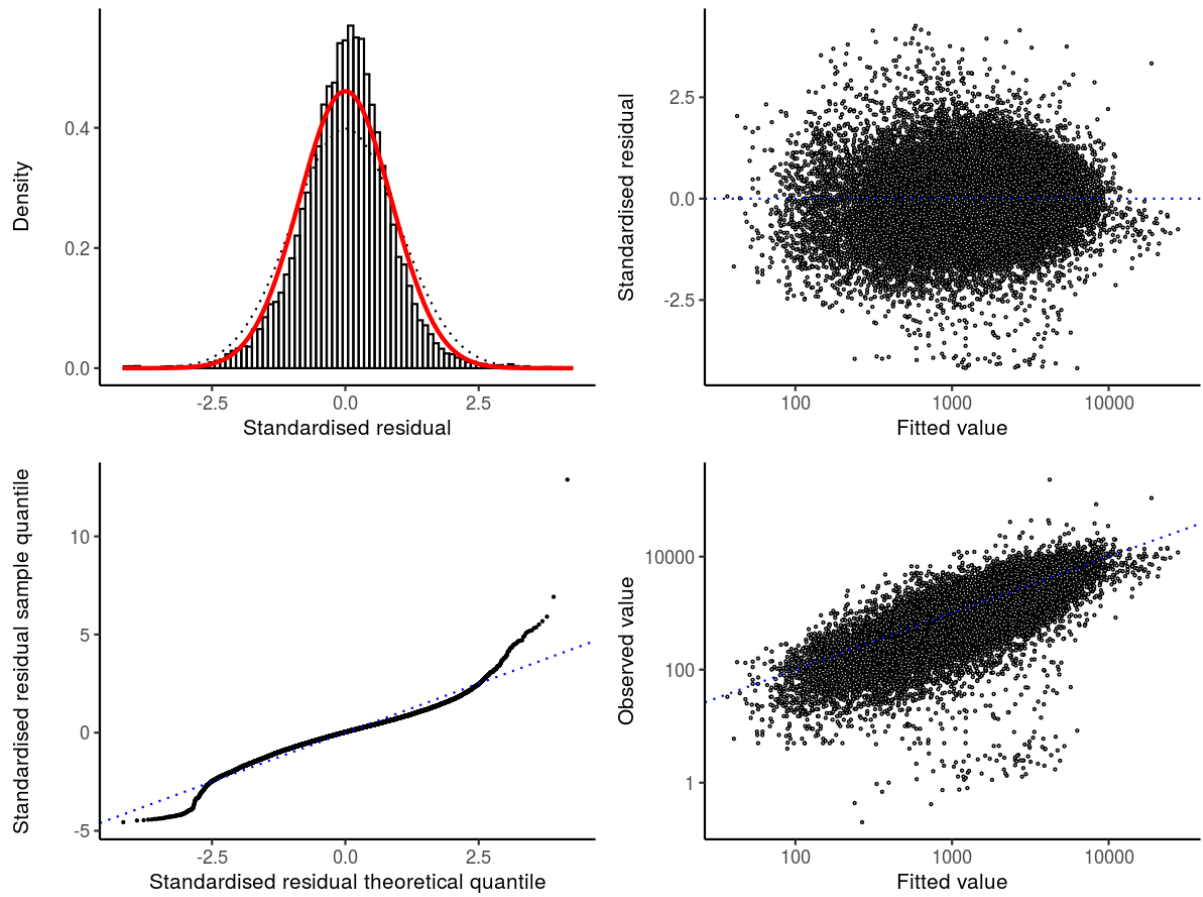 Density
0.4
0.2
0.0
-2.5 0.0 2.5
Standardised residual
Standardised residual
2.5
0.0
-2.5
100 1000 10000
Fitted value
Standardised residual sample quantile
10
5
0
-5
-2.5 0.0 2.5
Standardised residual theoretical quantile
Observed value
10000
100
1
100 1000 10000
Fitted value